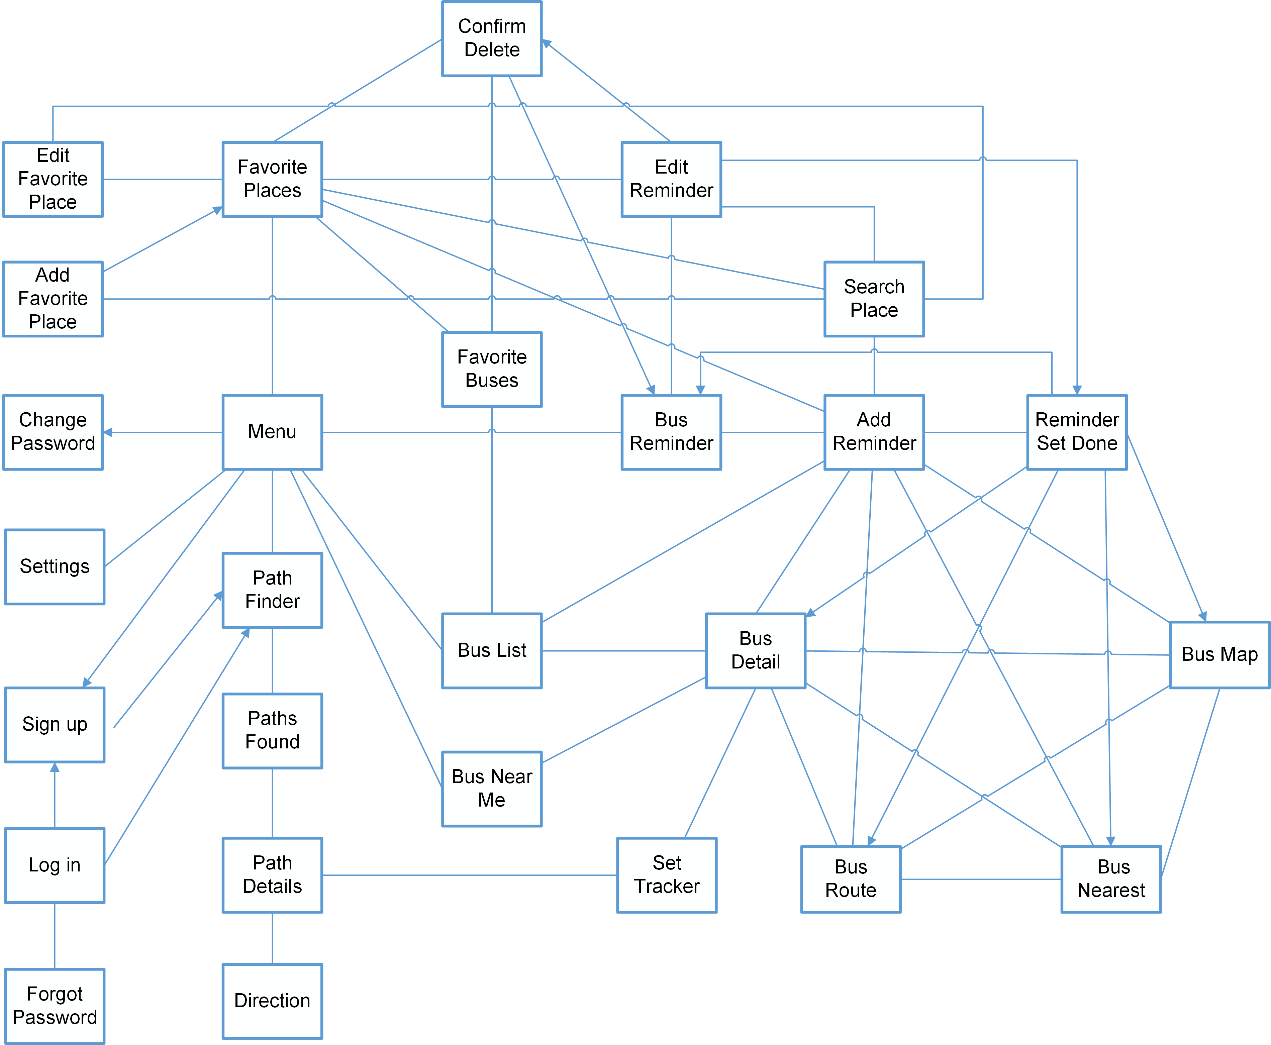 Confirm
Delete
Edit
Favorite
Place
Favorite
Places
Edit
Reminder
Add
Favorite
Place
Search
Place
Favorite
Buses
Change
Password
Menu
Bus
Reminder
Add
Reminder
Reminder
Set Done
Settings
Path
Finder
Bus List
Bus
Detail
Bus Map
Sign up
Paths
Found
Bus Near
Me
Log in
Path
Details
Set
Tracker
Bus
Route
Bus
Nearest
Forgot
Password
Direction